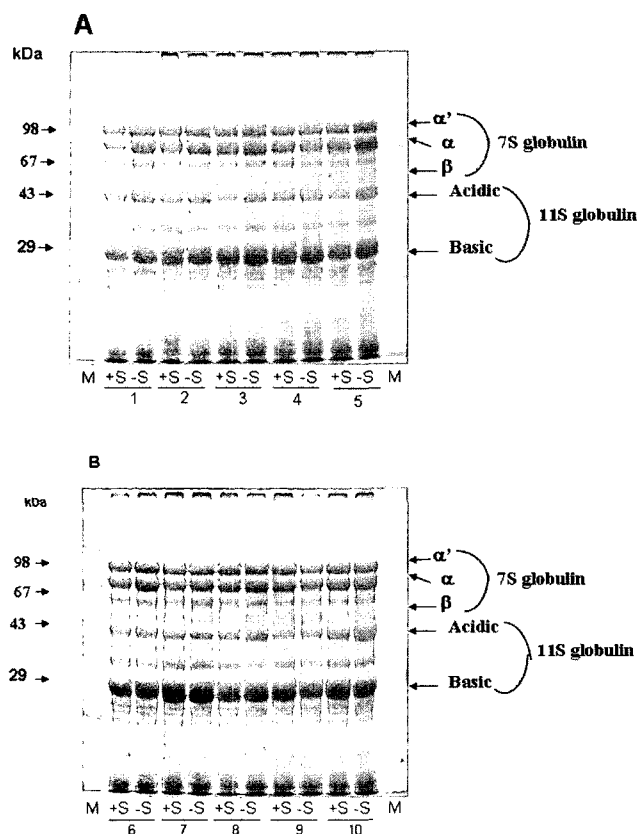 A
kDa
98
67
43
29
α'
α
β
7S globulin
Acidic
11S globulin
Basic
M +S -S +S -S +S -S +S -S +S -S M
1 2 3 4 5
B
kDa
98
67
43
29
α'
α
β
7S globulin
Acidic
11S globulin
Basic
M +S -S +S -S +S -S +S -S +S -S M
6 7 8 9 10